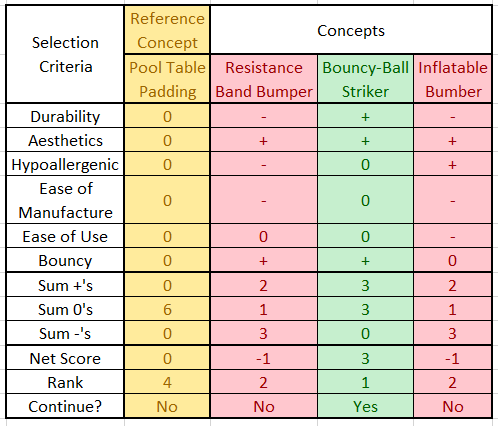 Selection Criteria | Reference Concept | Concepts
Pool Table Padding | Resistance Band Bumper | Bouncy-Ball Striker | Inflatable Bumber
Durability | 0 | - | + | -
Aesthetics | 0 | + | + | +
Hypoallergenic | 0 | - | 0 | +
Ease of Manufacture | 0 | - | 0 | -
Ease of Use | 0 | 0 | 0 | -
Bouncy | 0 | + | + | 0
Sum +'s | 0 | 2 | 3 | 2
Sum 0's | 6 | 1 | 3 | 1
Sum -'s | 0 | 3 | 0 | 3
Net Score | 0 | -1 | 3 | -1
Rank | 4 | 2 | 1 | 2
Continue? | No | No | Yes | No